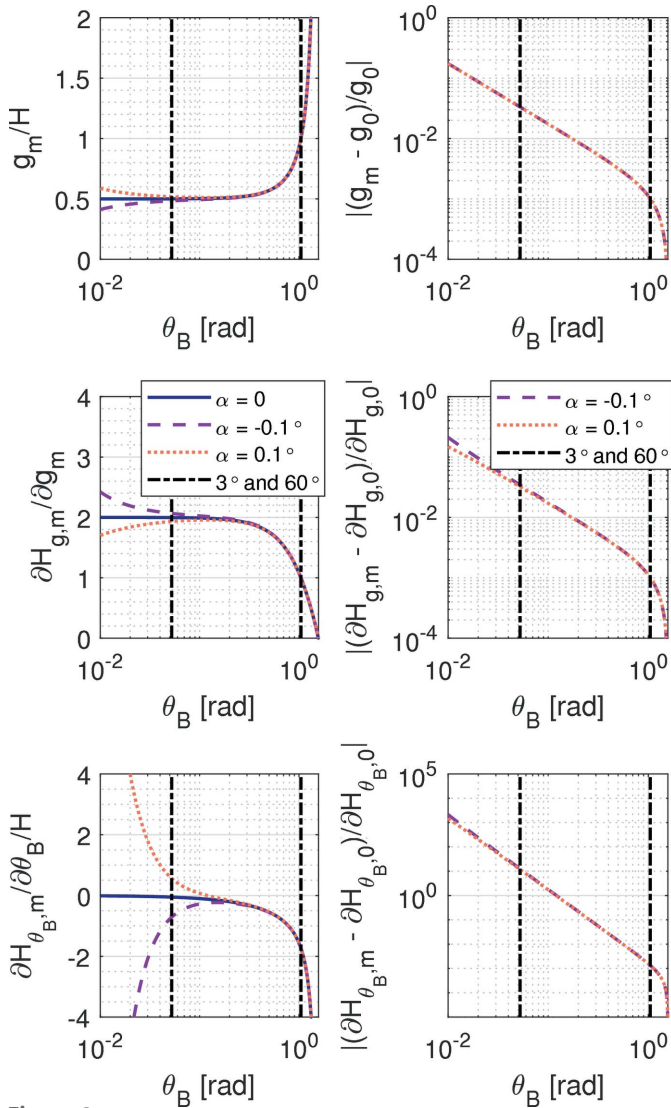 2
1.5
1
0.5
0
g_m/H
10^-2
10^0
θ_B [rad]
10^0
10^-2
10^-4
|(g_m - g_0)/g_0|
10^-2
10^0
θ_B [rad]
4
3
2
1
0
∂H_g,m/∂g_m
α = 0
α = -0.1°
α = 0.1°
3° and 60°
10^-2
10^0
θ_B [rad]
10^0
10^-2
10^-4
|(∂H_g,m - ∂H_g,0)/∂H_g,0|
α = -0.1°
α = 0.1°
3° and 60°
10^-2
10^0
θ_B [rad]
4
2
0
-2
-4
∂H_θ_B,m/∂θ_B/H
10^-2
10^0
θ_B [rad]
10^5
10^0
|(∂H_θ_B,m - ∂H_θ_B,0)/∂H_θ_B,0|
10^-2
10^0
θ_B [rad]